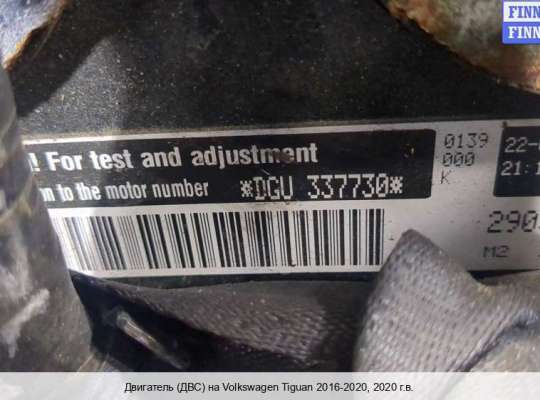 FINN
FINN
! For test and adjustment
on to the motor number *DGU 337730*
0139
000
K
22-
21:1
290
M2
Двигатель (ДВС) на Volkswagen Tiguan 2016-2020, 2020 г.в.